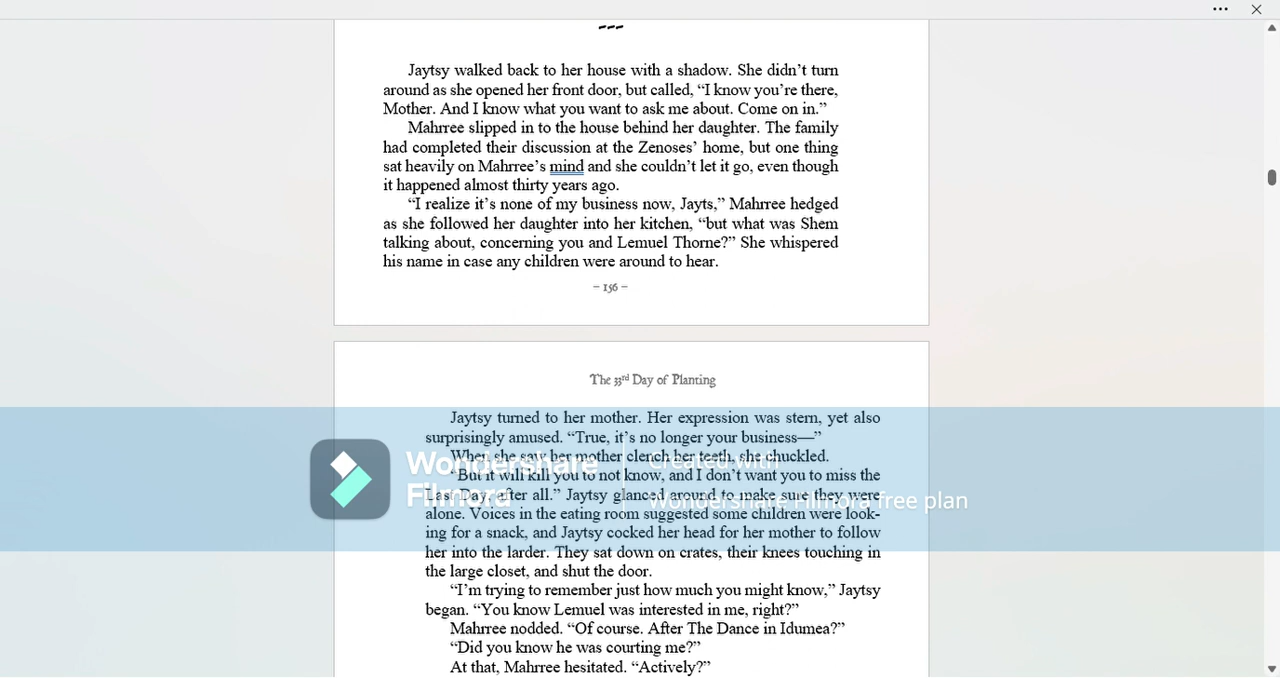 ---
Jaytsy walked back to her house with a shadow. She didn’t turn
around as she opened her front door, but called, “I know you’re there,
Mother. And I know what you want to ask me about. Come on in.”
Mahrree slipped in to the house behind her daughter. The family
had completed their discussion at the Zenoses’ home, but one thing
sat heavily on Mahrree’s mind and she couldn’t let it go, even though
it happened almost thirty years ago.
“I realize it’s none of my business now, Jayts,” Mahrree hedged
as she followed her daughter into her kitchen, “but what was Shem
talking about, concerning you and Lemuel Thorne?” She whispered
his name in case any children were around to hear.
– 156 –
The 33rd Day of Planting
Jaytsy turned to her mother. Her expression was stern, yet also
surprisingly amused. “True, it’s no longer your business—”
When she saw her mother clench her teeth, she chuckled.
“But it will kill you to not know, and I don’t want you to miss the
Last Day, after all.” Jaytsy glanced around to make sure they were
alone. Voices in the eating room suggested some children were look-
ing for a snack, and Jaytsy cocked her head for her mother to follow
her into the larder. They sat down on crates, their knees touching in
the large closet, and shut the door.
“I’m trying to remember just how much you might know,” Jaytsy
began. “You know Lemuel was interested in me, right?”
Mahrree nodded. “Of course. After The Dance in Idumea?”
“Did you know he was courting me?”
At that, Mahrree hesitated. “Actively?”
Wondershare
Filmora
Created with
Wondershare Filmora free plan